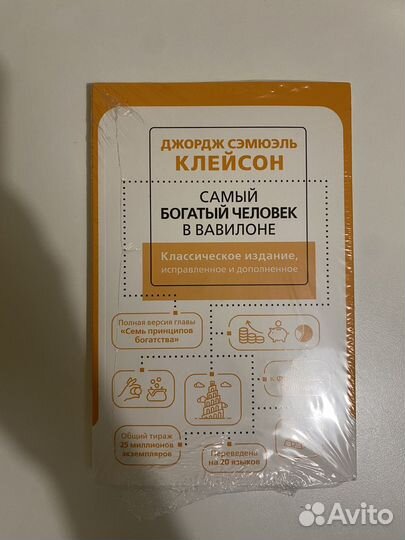 ДЖОРДЖ СЭМЮЭЛЬ
КЛЕЙСОН
САМЫЙ
БОГАТЫЙ ЧЕЛОВЕК
В ВАВИЛОНЕ
Классическое издание,
исправленное и дополненное
Полная версия главы
«Семь принципов
богатства»
Общий тираж
25 миллионов
экземпляров
Переведена
на 20 языков
Avito